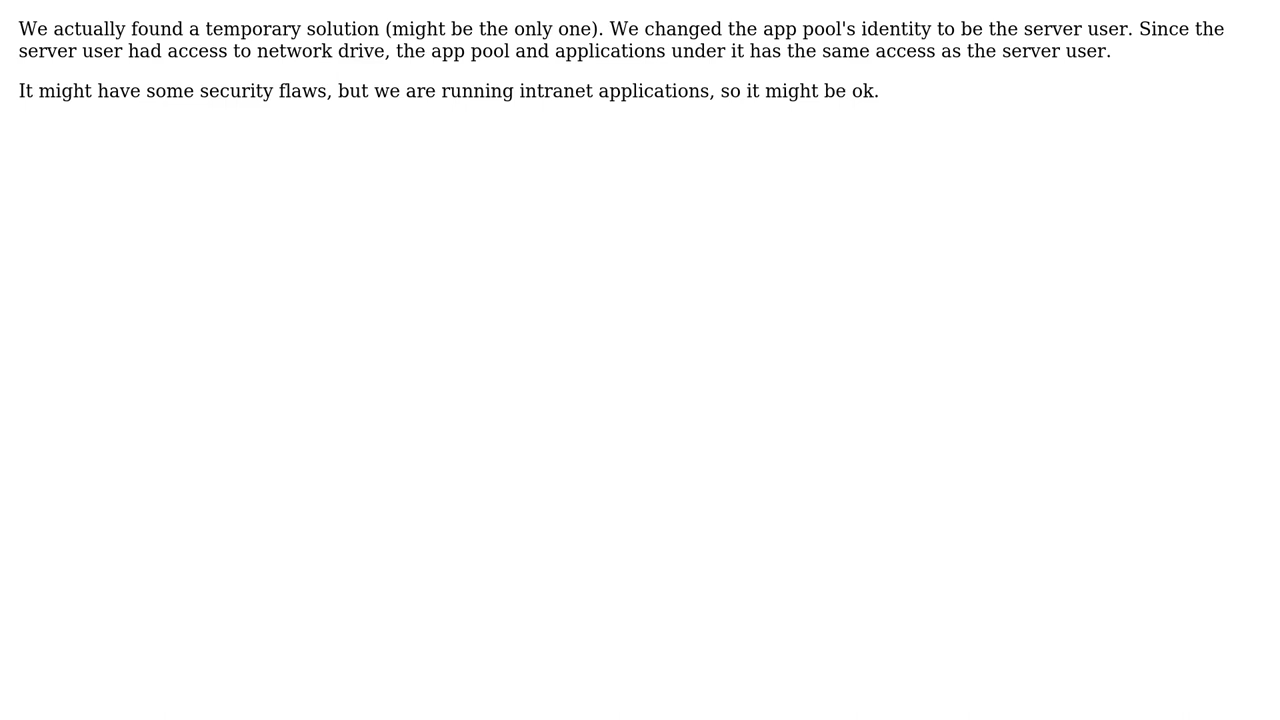 We actually found a temporary solution (might be the only one). We changed the app pool's identity to be the server user. Since the
server user had access to network drive, the app pool and applications under it has the same access as the server user.
It might have some security flaws, but we are running intranet applications, so it might be ok.